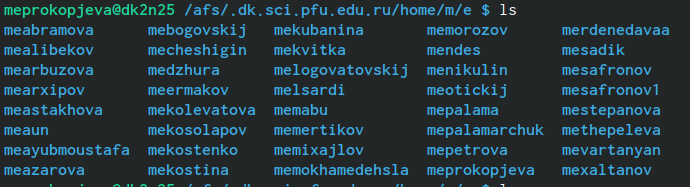 meprokopjeva@dk2n25 /afs/.dk.sci.pfu.edu.ru/home/m/e $ ls
meabramova mebogovskij mekubanina memorozov merdenedavaa
mealibekov mecheshigin mekvitka mendes mesadik
mearbuzova medzhura melogovatovskij menikulin mesafronov
mearxipov meermakov melsardi meotickij mesafronov1
meastakhova mekolevatova memabu mepalama mestepanova
meaun mekosolapov memertikov mepalamarchuk methepeleva
meayubmoustafa mekostenko memixajlov mepetrova mevartanyan
meazarova mekostina memokhamedehsla meprokopjeva mexaltanov